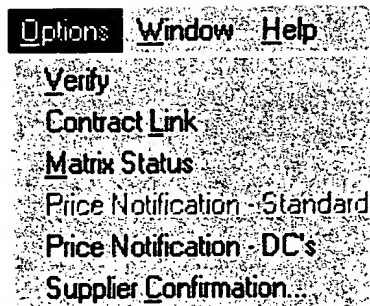 Options Window Help
Verify
Contract Link
Matrix Status
Price Notification - Standard
Price Notification - DC's
Supplier Confirmation...